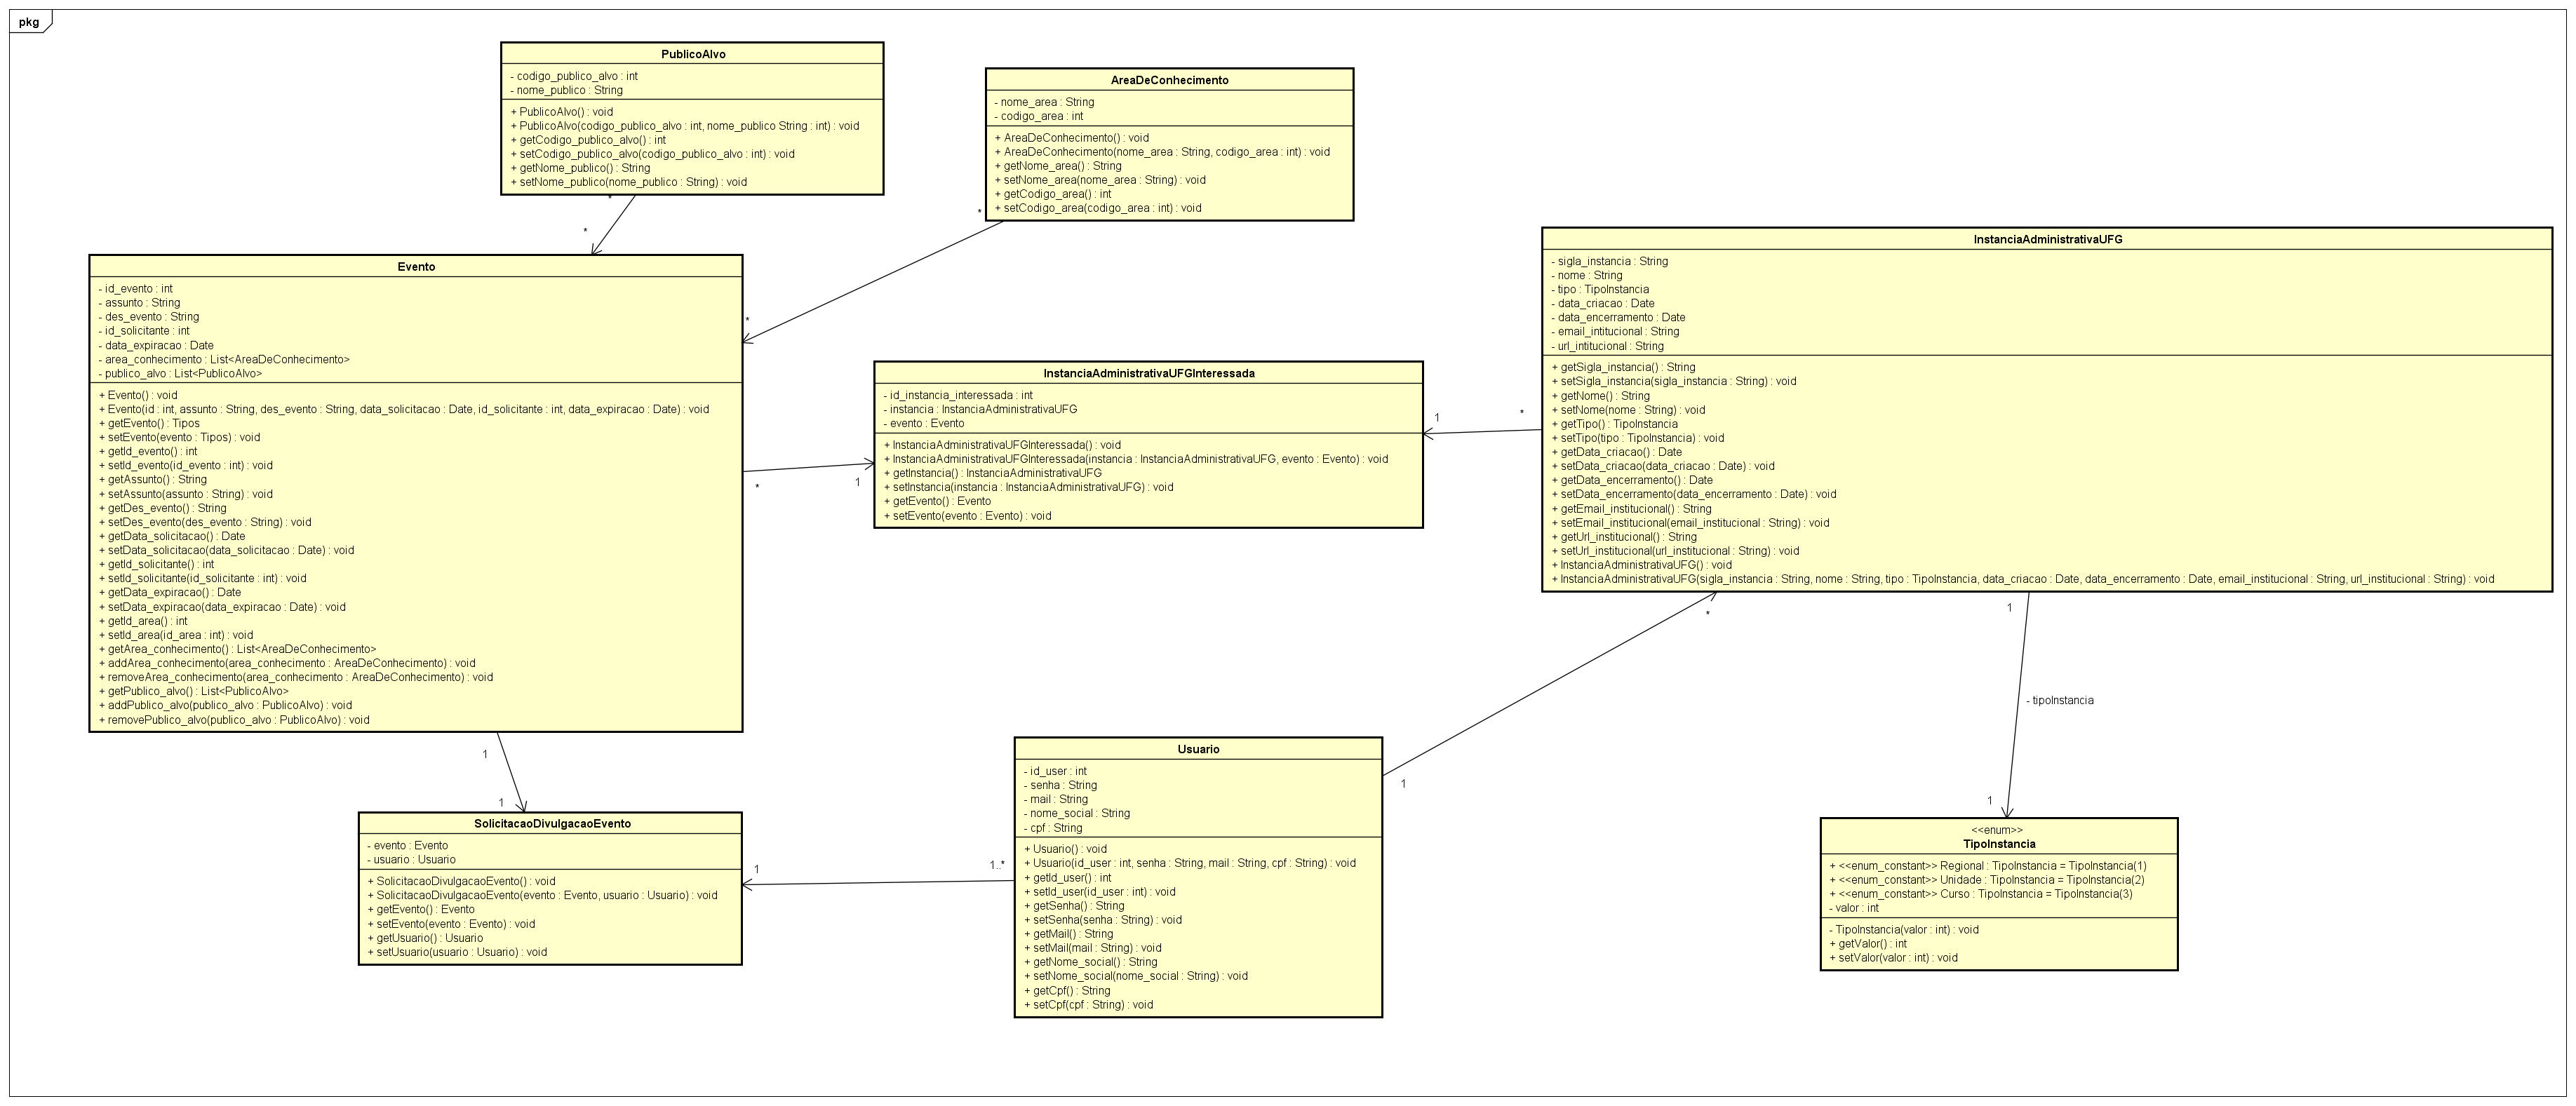 pkg
PublicoAlvo
- codigo_publico_alvo : int
- nome_publico : String
+ PublicoAlvo() : void
+ PublicoAlvo(codigo_publico_alvo : int, nome_publico String : int) : void
+ getCodigo_publico_alvo() : int
+ setCodigo_publico_alvo(codigo_publico_alvo : int) : void
+ getNome_publico() : String
+ setNome_publico(nome_publico : String) : void
*
*
AreaDeConhecimento
- nome_area : String
- codigo_area : int
+ AreaDeConhecimento() : void
+ AreaDeConhecimento(nome_area : String, codigo_area : int) : void
+ getNome_area() : String
+ setNome_area(nome_area : String) : void
+ getCodigo_area() : int
+ setCodigo_area(codigo_area : int) : void
*
*
Evento
- id_evento : int
- assunto : String
- des_evento : String
- id_solicitante : int
- data_expiracao : Date
- area_conhecimento : List<AreaDeConhecimento>
- publico_alvo : List<PublicoAlvo>
+ Evento() : void
+ Evento(id : int, assunto : String, des_evento : String, data_solicitacao : Date, id_solicitante : int, data_expiracao : Date) : void
+ getEvento() : Tipos
+ setEvento(evento : Tipos) : void
+ getId_evento() : int
+ setId_evento(id_evento : int) : void
+ getAssunto() : String
+ setAssunto(assunto : String) : void
+ getDes_evento() : String
+ setDes_evento(des_evento : String) : void
+ getData_solicitacao() : Date
+ setData_solicitacao(data_solicitacao : Date) : void
+ getId_solicitante() : int
+ setId_solicitante(id_solicitante : int) : void
+ getData_expiracao() : Date
+ setData_expiracao(data_expiracao : Date) : void
+ getId_area() : int
+ setId_area(id_area : int) : void
+ getArea_conhecimento() : List<AreaDeConhecimento>
+ addArea_conhecimento(area_conhecimento : AreaDeConhecimento) : void
+ removeArea_conhecimento(area_conhecimento : AreaDeConhecimento) : void
+ getPublico_alvo() : List<PublicoAlvo>
+ addPublico_alvo(publico_alvo : PublicoAlvo) : void
+ removePublico_alvo(publico_alvo : PublicoAlvo) : void
*
1
InstanciaAdministrativaUFGInteressada
- id_instancia_interessada : int
- instancia : InstanciaAdministrativaUFG
- evento : Evento
+ InstanciaAdministrativaUFGInteressada() : void
+ InstanciaAdministrativaUFGInteressada(instancia : InstanciaAdministrativaUFG, evento : Evento) : void
+ getInstancia() : InstanciaAdministrativaUFG
+ setInstancia(instancia : InstanciaAdministrativaUFG) : void
+ getEvento() : Evento
+ setEvento(evento : Evento) : void
1
*
InstanciaAdministrativaUFG
- sigla_instancia : String
- nome : String
- tipo : TipoInstancia
- data_criacao : Date
- data_encerramento : Date
- email_intitucional : String
- url_intitucional : String
+ getSigla_instancia() : String
+ setSigla_instancia(sigla_instancia : String) : void
+ getNome() : String
+ setNome(nome : String) : void
+ getTipo() : TipoInstancia
+ setTipo(tipo : TipoInstancia) : void
+ getData_criacao() : Date
+ setData_criacao(data_criacao : Date) : void
+ getData_encerramento() : Date
+ setData_encerramento(data_encerramento : Date) : void
+ getEmail_institucional() : String
+ setEmail_institucional(email_institucional : String) : void
+ getUrl_institucional() : String
+ setUrl_institucional(url_institucional : String) : void
+ InstanciaAdministrativaUFG() : void
+ InstanciaAdministrativaUFG(sigla_instancia : String, nome : String, tipo : TipoInstancia, data_criacao : Date, data_encerramento : Date, email_institucional : String, url_institucional : String) : void
*
1
- tipoInstancia
1
1
1
1
SolicitacaoDivulgacaoEvento
- evento : Evento
- usuario : Usuario
+ SolicitacaoDivulgacaoEvento() : void
+ SolicitacaoDivulgacaoEvento(evento : Evento, usuario : Usuario) : void
+ getEvento() : Evento
+ setEvento(evento : Evento) : void
+ getUsuario() : Usuario
+ setUsuario(usuario : Usuario) : void
1
1..*
Usuario
- id_user : int
- senha : String
- mail : String
- nome_social : String
- cpf : String
+ Usuario() : void
+ Usuario(id_user : int, senha : String, mail : String, cpf : String) : void
+ getId_user() : int
+ setId_user(id_user : int) : void
+ getSenha() : String
+ setSenha(senha : String) : void
+ getMail() : String
+ setMail(mail : String) : void
+ getNome_social() : String
+ setNome_social(nome_social : String) : void
+ getCpf() : String
+ setCpf(cpf : String) : void
<<enum>>
TipoInstancia
+ <<enum_constant>> Regional : TipoInstancia = TipoInstancia(1)
+ <<enum_constant>> Unidade : TipoInstancia = TipoInstancia(2)
+ <<enum_constant>> Curso : TipoInstancia = TipoInstancia(3)
- valor : int
- TipoInstancia(valor : int) : void
+ getValor() : int
+ setValor(valor : int) : void